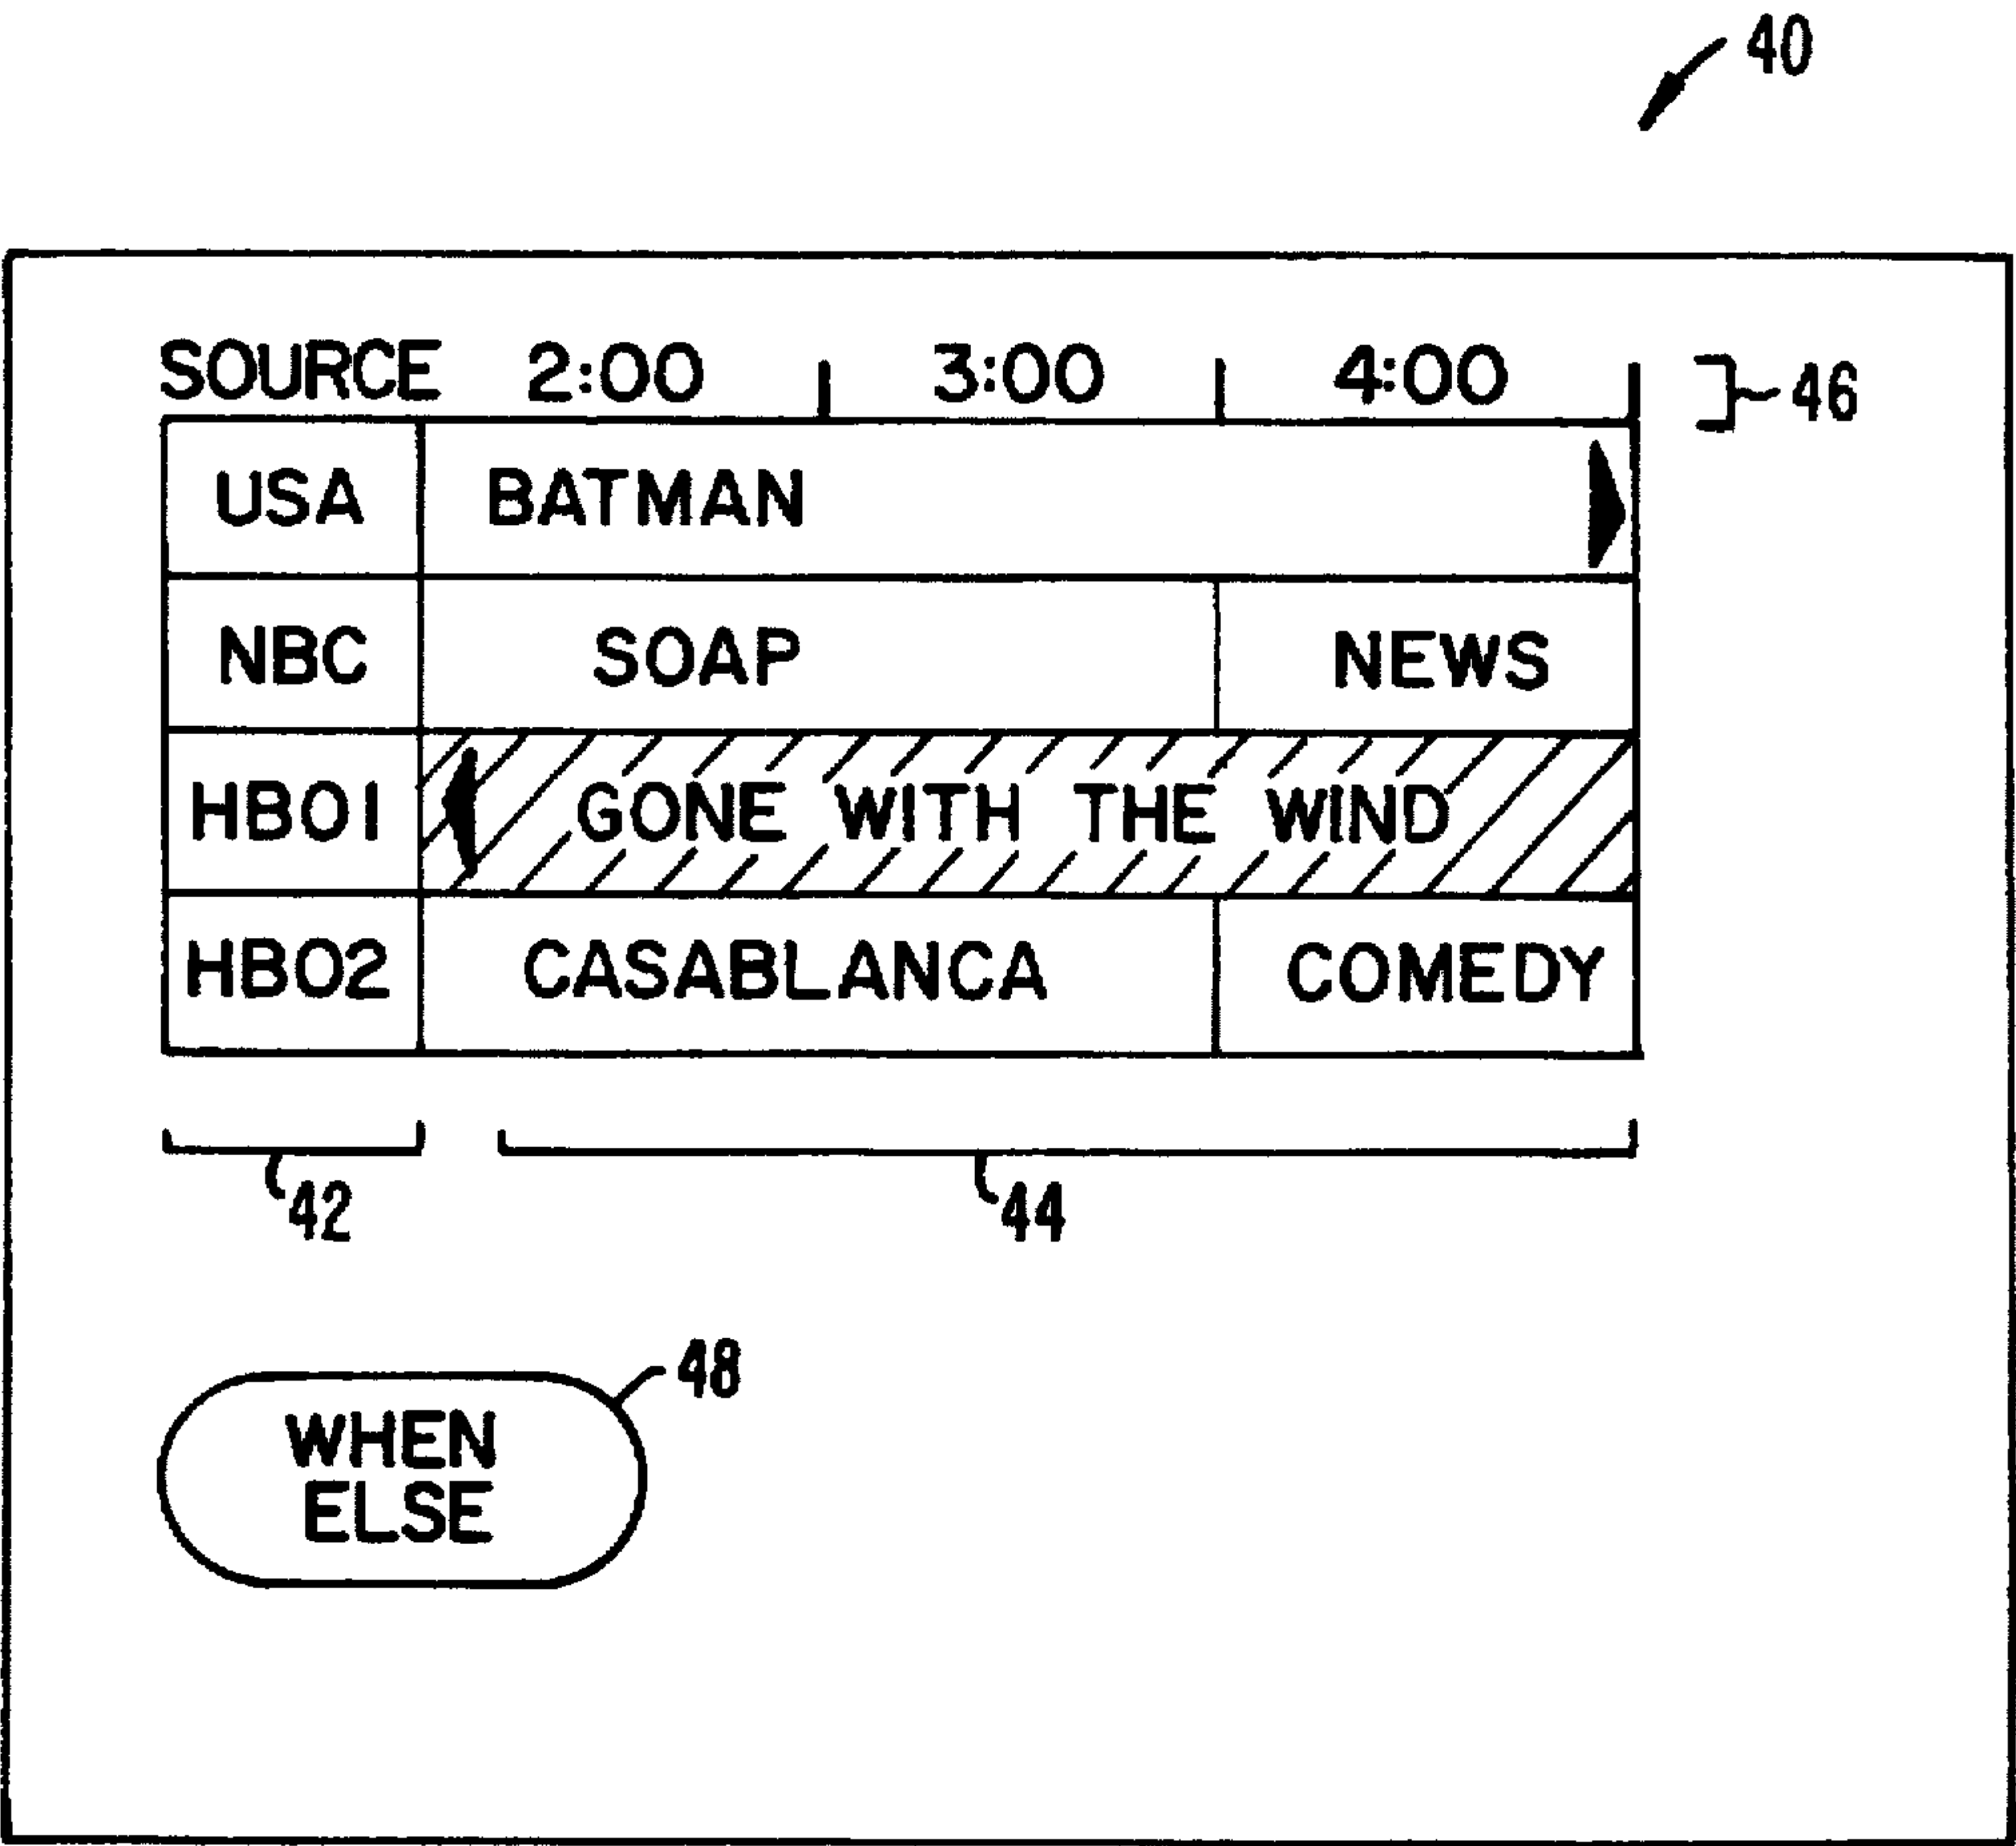 40
SOURCE 2:00 3:00 4:00 46
USA BATMAN
NBC SOAP NEWS
HBO1 GONE WITH THE WIND
HBO2 CASABLANCA COMEDY
42 44
48
WHEN
ELSE